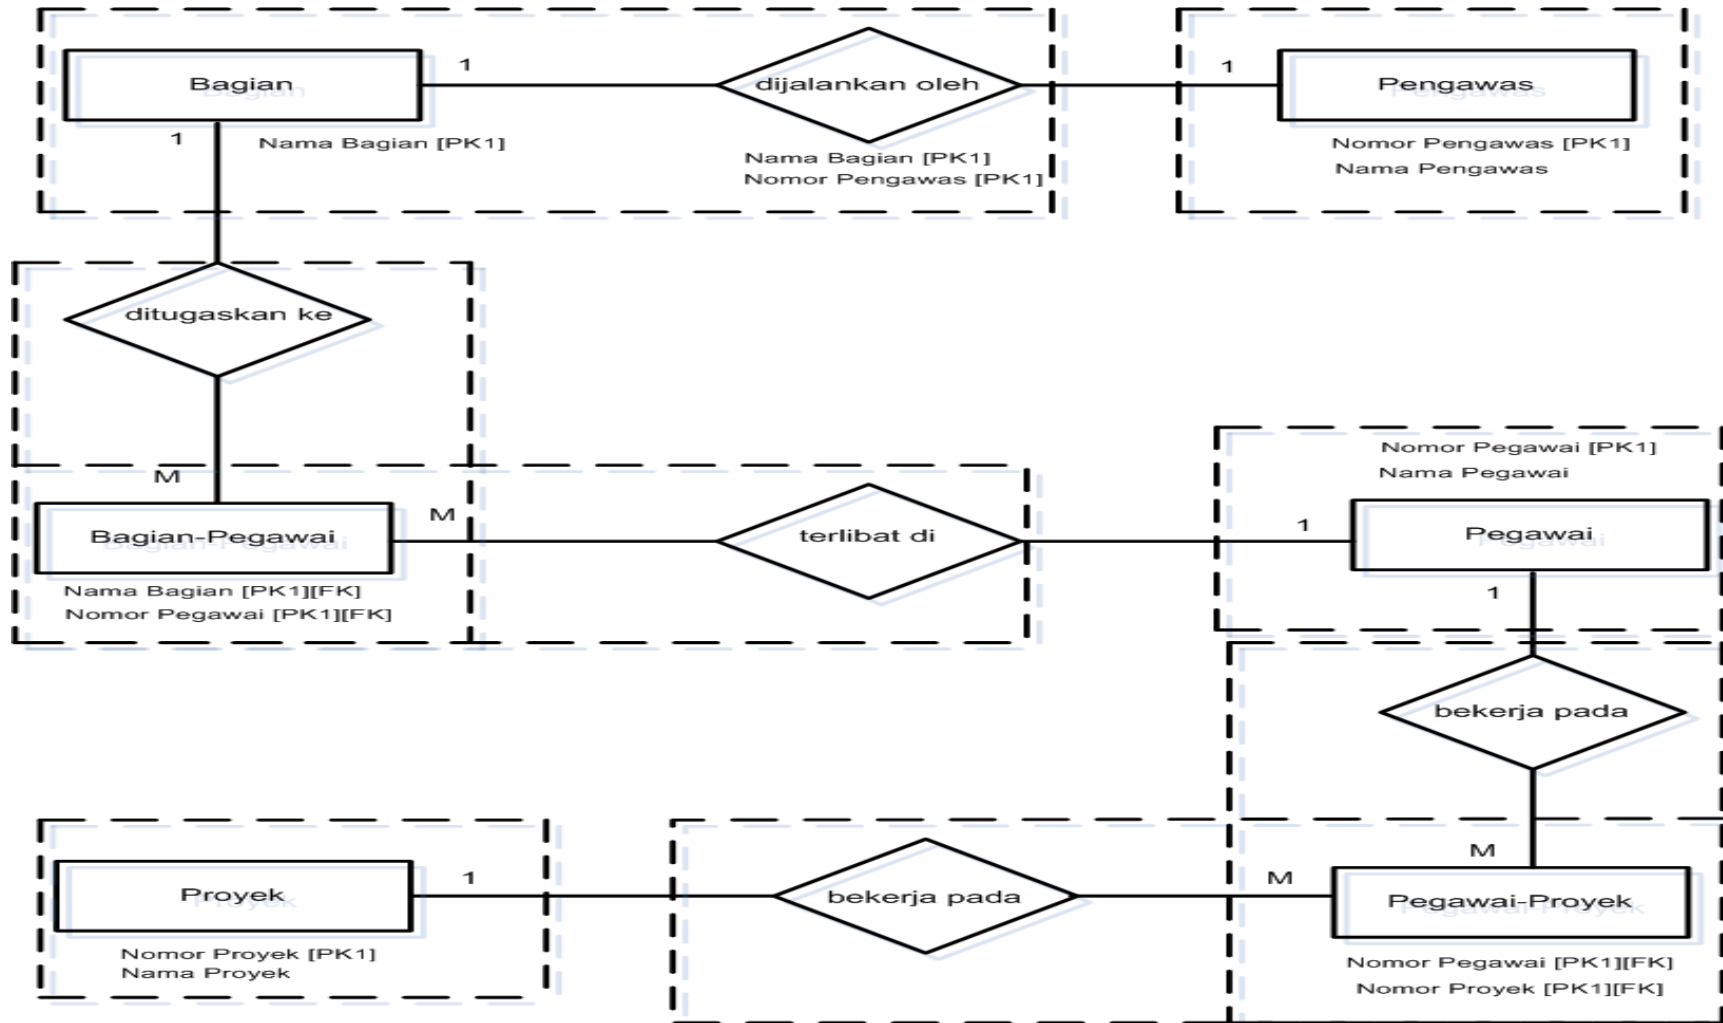 Bagian
1
dijalankan oleh
1
Pengawas
1
Nama Bagian [PK1]
Nama Bagian [PK1]
Nomor Pengawas [PK1]
Nomor Pengawas [PK1]
Nama Pengawas
ditugaskan ke
M
Bagian-Pegawai
M
terlibat di
1
Nomor Pegawai [PK1]
Nama Pegawai
Pegawai
Nama Bagian [PK1][FK]
Nomor Pegawai [PK1][FK]
1
bekerja pada
M
Proyek
1
bekerja pada
M
Pegawai-Proyek
Nomor Proyek [PK1]
Nama Proyek
Nomor Pegawai [PK1][FK]
Nomor Proyek [PK1][FK]